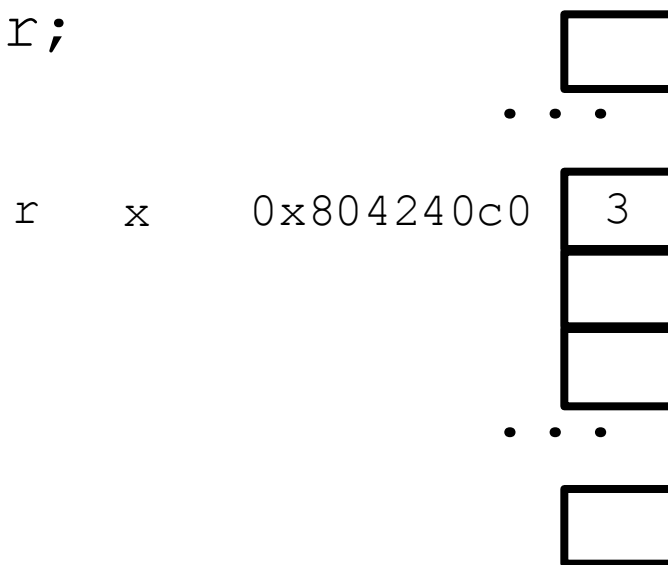 r;
. . .
r x 0x804240c0 3
. . .